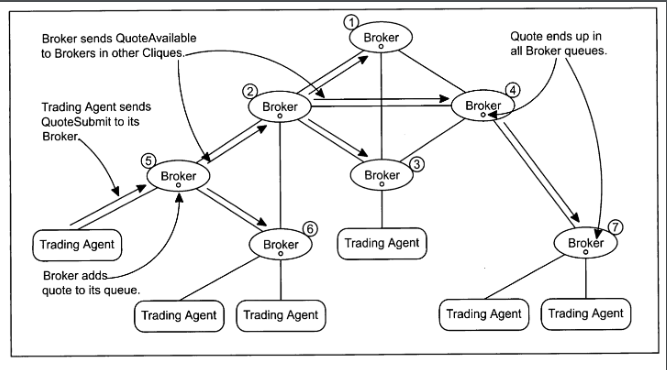 Broker sends QuoteAvailable
to Brokers in other Cliques.
1
Broker
Quote ends up in
all Broker queues.
2
Broker
4
Broker
Trading Agent sends
QuoteSubmit to its
Broker.
5
Broker
3
Broker
Trading Agent
6
Broker
Trading Agent
7
Broker
Broker adds
quote to its queue.
Trading Agent
Trading Agent
Trading Agent
Trading Agent